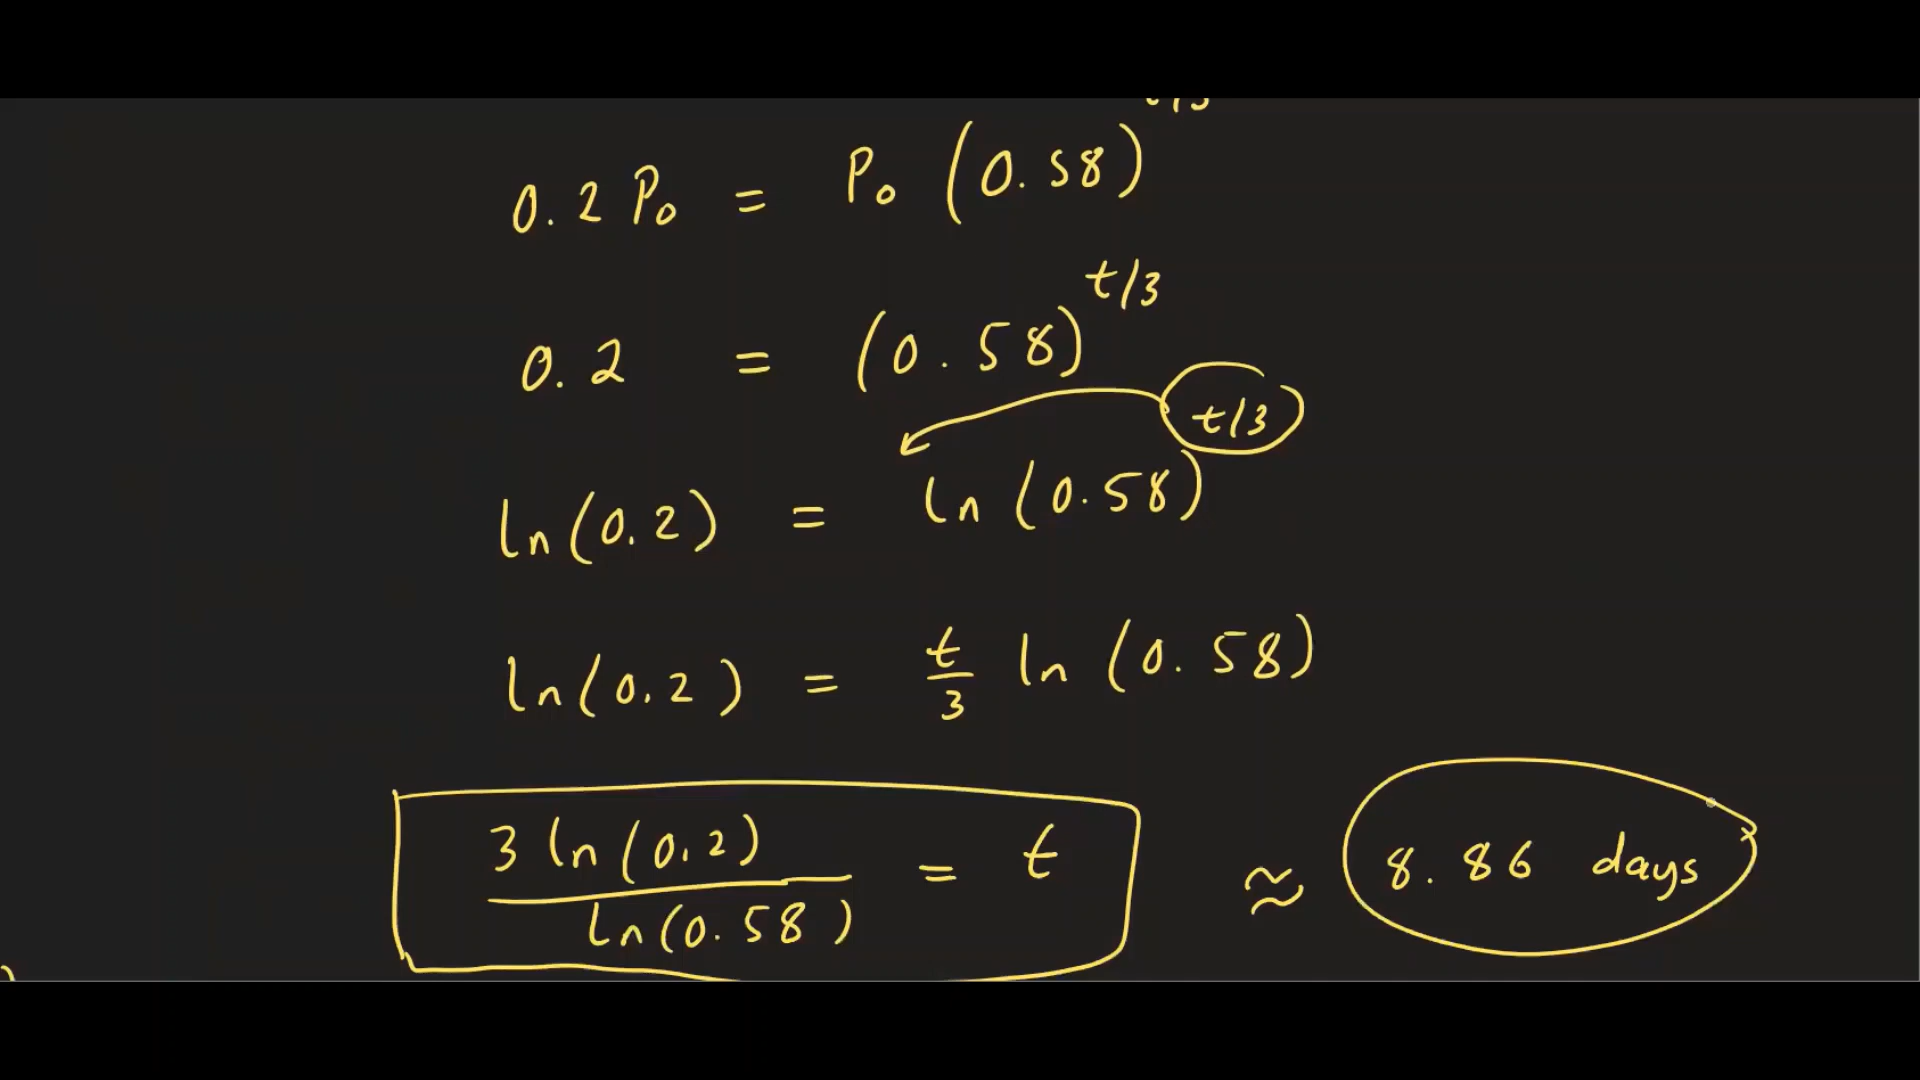 0.2 P₀ = P₀ (0.58)
0.2 = (0.58)^(t/3)
ln(0.2) = ln(0.58)^(t/3)
ln(0.2) = t/3 ln(0.58)
3 ln(0.2) / ln(0.58) = t ≈ 8.86 days